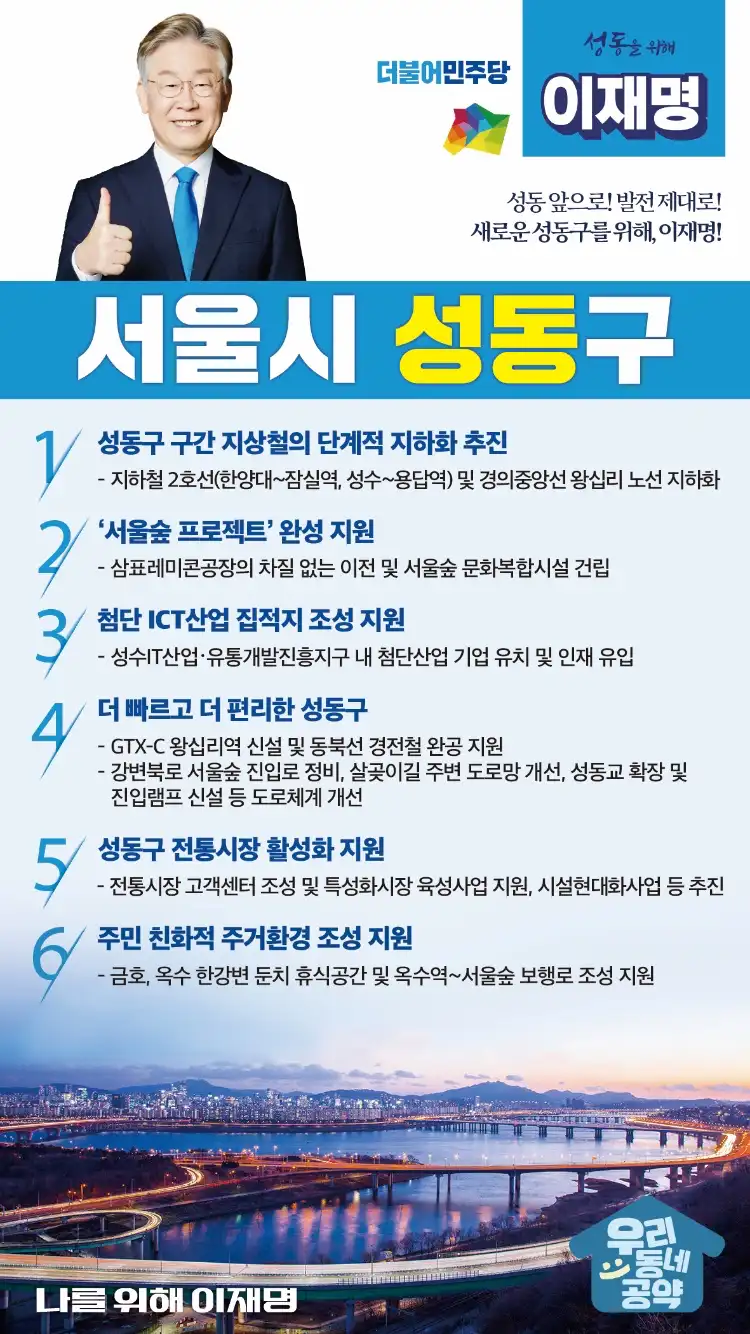 더불어민주당
성동을 위해
이재명
성동 앞으로! 발전 제대로!
새로운 성동구를 위해, 이재명!
서울시 성동구
1 성동구 구간 지상철의 단계적 지하화 추진
- 지하철 2호선(한양대~잠실역, 성수~용답역) 및 경의중앙선 왕십리 노선 지하화
2 ‘서울숲 프로젝트’ 완성 지원
- 삼표레미콘공장의 차질 없는 이전 및 서울숲 문화복합시설 건립
3 첨단 ICT산업 집적지 조성 지원
- 성수IT산업·유통개발진흥지구 내 첨단산업 기업 유치 및 인재 유입
4 더 빠르고 더 편리한 성동구
- GTX-C 왕십리역 신설 및 동북선 경전철 완공 지원
- 강변북로 서울숲 진입로 정비, 살곶이길 주변 도로망 개선, 성동교 확장 및
진입램프 신설 등 도로체계 개선
5 성동구 전통시장 활성화 지원
- 전통시장 고객센터 조성 및 특성화시장 육성사업 지원, 시설현대화사업 등 추진
6 주민 친화적 주거환경 조성 지원
- 금호, 옥수 한강변 둔치 휴식공간 및 옥수역~서울숲 보행로 조성 지원
우리
동네
공약
나를 위해 이재명